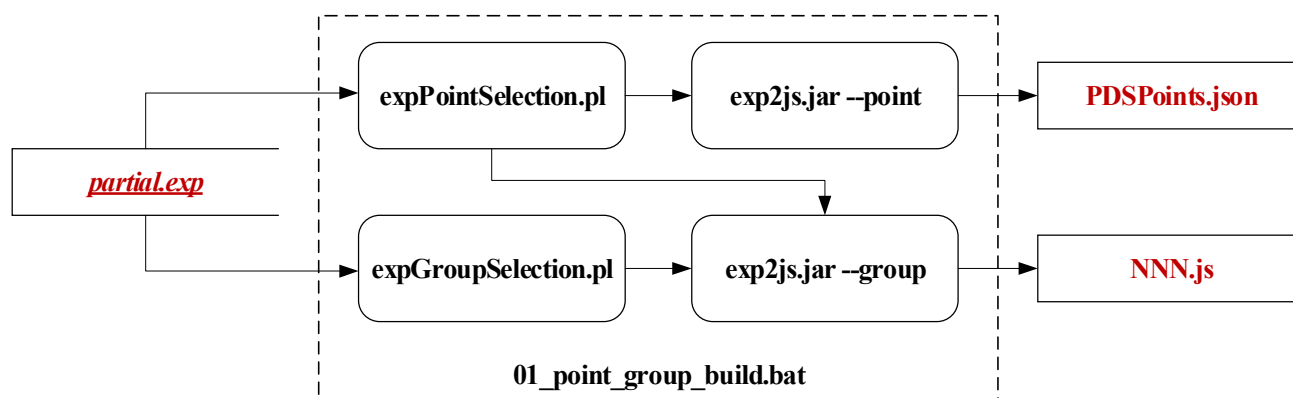 expPointSelection.pl
exp2js.jar --point
PDSPoints.json
partial.exp
expGroupSelection.pl
exp2js.jar --group
NNN.js
01_point_group_build.bat